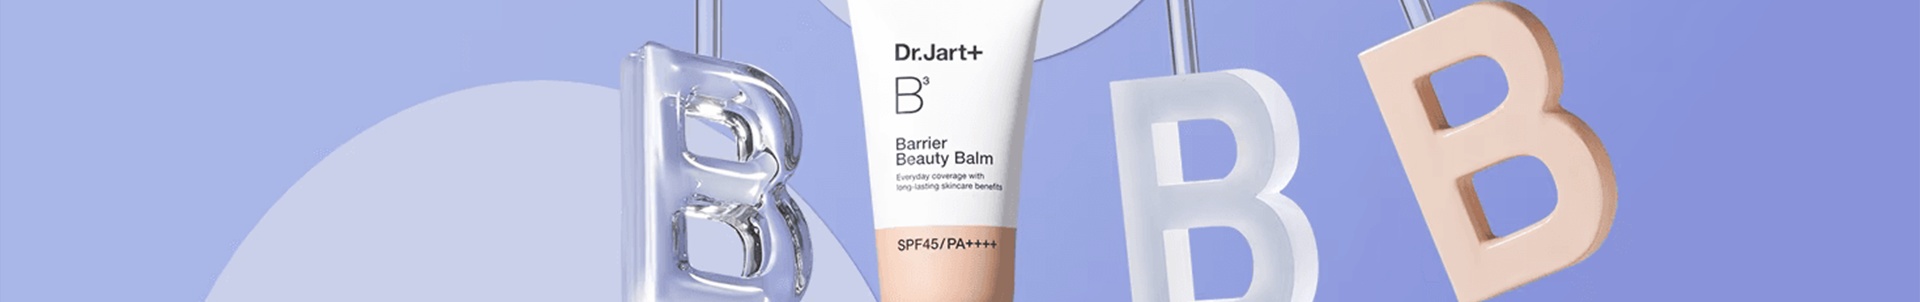 Dr.Jart+
B³
Barrier
Beauty Balm
Everyday coverage with
long-lasting skincare benefits
SPF45/PA++++
B
B
B